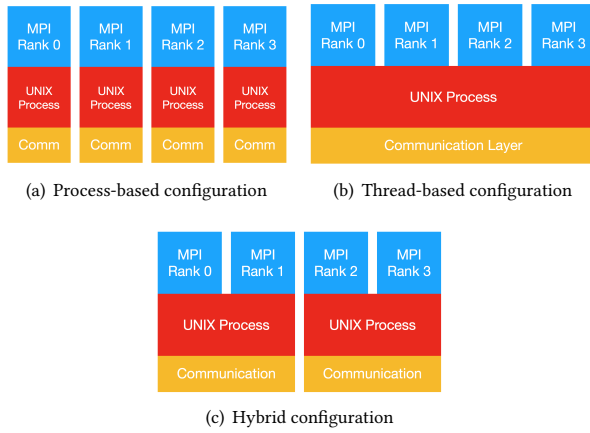 MPI
Rank 0
MPI
Rank 1
MPI
Rank 2
MPI
Rank 3
UNIX
Process
UNIX
Process
UNIX
Process
UNIX
Process
Comm
Comm
Comm
Comm
(a) Process-based configuration
MPI
Rank 0
MPI
Rank 1
MPI
Rank 2
MPI
Rank 3
UNIX Process
Communication Layer
(b) Thread-based configuration
MPI
Rank 0
MPI
Rank 1
MPI
Rank 2
MPI
Rank 3
UNIX Process
UNIX Process
Communication
Communication
(c) Hybrid configuration